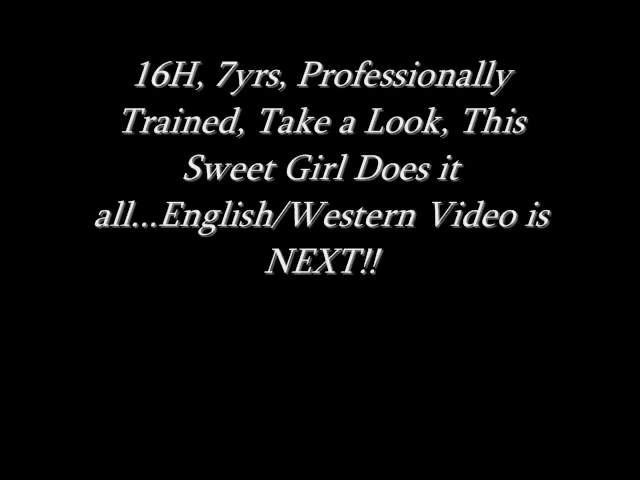 16H, 7yrs, Professionally
Trained, Take a Look, This
Sweet Girl Does it
all...English/Western Video is
NEXT!!